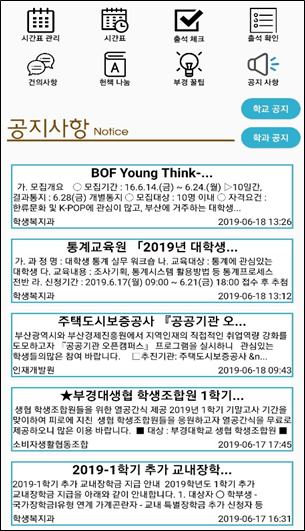 시간표 관리 시간표 출석 체크 출석 확인
건의사항 헌책 나눔 부경 꿀팁 공지 사항
학교 공지
공지사항 Notice
학과 공지
BOF Young Think-...
가. 모집개요 ○ 모집기간 : 16.6.14.(금) ~ 6.24.(월) ▷10일간,
결과통지 : 6.28(금) 개별통지 ○ 모집대상 : 10명 이내 ○ 자격요건 :
한류문화 및 K-POP에 관심이 많고, 부산에 거주하는 대학생...
학생복지과 2019-06-18 13:26
통계교육원 「2019년 대학생...
가. 과 정 명 : 대학생 통계 실무 워크숍 나. 교육대상 : 통계에 관심있는
대학생 다. 교육내용 : 조사기획, 통계시스템 활용방법 등 통계프로세스
전반 라. 신청기간 : 2019.6.17(월) 09:00 ~ 6.21(금) 18:00 접수 후 추첨
학생복지과 2019-06-18 13:12
주택도시보증공사 『공공기관 오...
부산광역시와 부산경제진흥원에서 지역인재의 직접적인 취업역량 강화를
도모하고자 『공공기관 오픈캠퍼스』 프로그램을 실시하니 관심있는
학생들의많은 참여 바랍니다. □추진기관: 주택도시보증공사 &n...
인재개발원 2019-06-18 09:43
★부경대생협 학생조합원 1학기...
생협 학생조합원들을 위한 열공간식 제공 2019년 1학기 기말고사 기간을
맞이하여 피로에 지친 생협 학생조합원들을 응원하고자 열공간식을 무료로
제공하오니 많은 이용 바랍니다. ■ 대상 : 부경대학교 생협 학생조합원 ■
소비자생활협동조합 2019-06-17 17:45
2019-1학기 추가 교내장학...
2019-1학기 추가 교내장학금 지급 안내 2019학년도 1학기 추가
교내장학금 지급을 아래와 같이 안내합니다. 1. 대상자 ○ 학부생 -
국가장학금I유형 연계 가계곤란자 - 교내 특별장학금 추가 신청자 등
학생복지과 2019-06-17 16:31